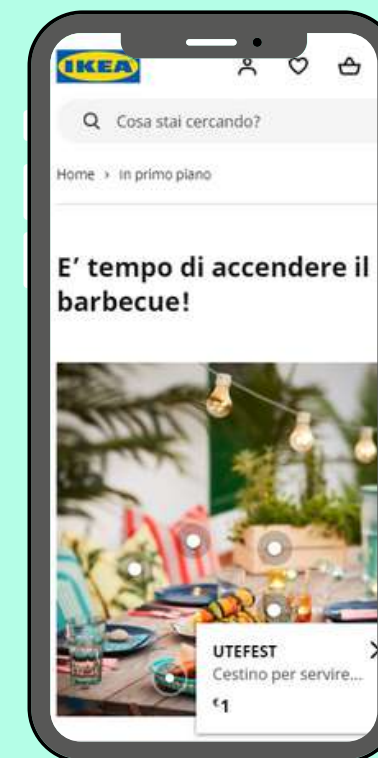 IKEA
Cosa stai cercando?
Home › In primo piano
E' tempo di accendere il
barbecue!
UTEFEST
Cestino per servire...
€1